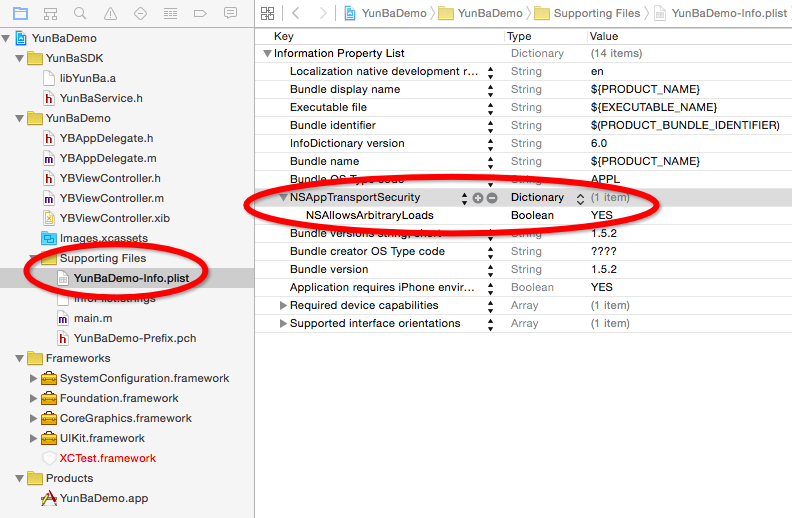 YunBaDemo
YunBaSDK
libYunBa.a
YunBaService.h
YunBaDemo
YBAppDelegate.h
YBAppDelegate.m
YBViewController.h
YBViewController.m
YBViewController.xib
Images.xcassets
Supporting Files
YunBaDemo-Info.plist
InfoPlist.strings
main.m
YunBaDemo-Prefix.pch
Frameworks
SystemConfiguration.framework
Foundation.framework
CoreGraphics.framework
UIKit.framework
XCTest.framework
Products
YunBaDemo.app
YunBaDemo YunBaDemo Supporting Files YunBaDemo-Info.plist
Key Type Value
Information Property List Dictionary (14 items)
Localization native development r... String en
Bundle display name String ${PRODUCT_NAME}
Executable file String ${EXECUTABLE_NAME}
Bundle identifier String $(PRODUCT_BUNDLE_IDENTIFIER)
InfoDictionary version String 6.0
Bundle name String ${PRODUCT_NAME}
Bundle OS Type code String APPL
NSAppTransportSecurity Dictionary (1 item)
NSAllowsArbitraryLoads Boolean YES
Bundle versions string, short String 1.5.2
Bundle creator OS Type code String ????
Bundle version String 1.5.2
Application requires iPhone envir... Boolean YES
Required device capabilities Array (1 item)
Supported interface orientations Array (1 item)